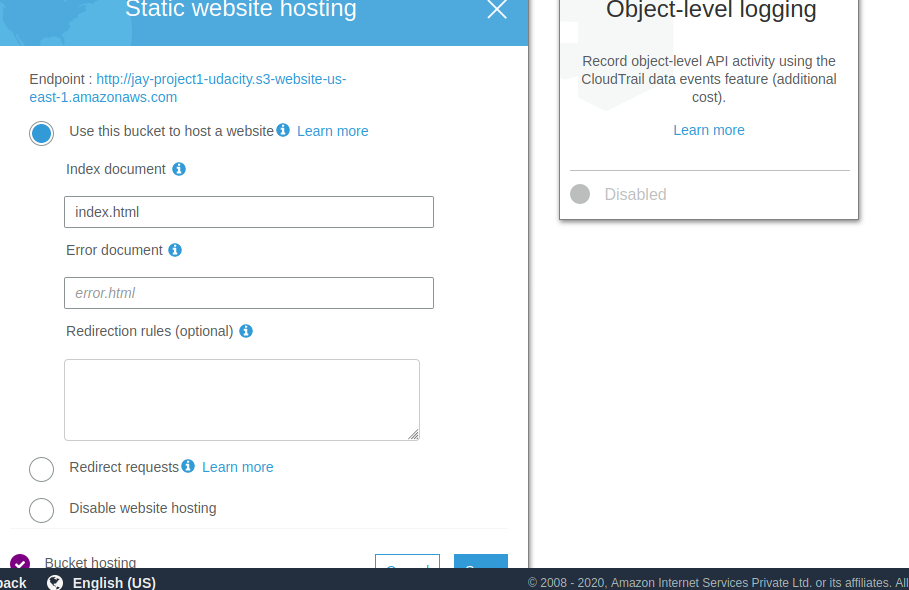 Static website hosting
Endpoint : http://jay-project1-udacity.s3-website-us-
east-1.amazonaws.com
Use this bucket to host a website Learn more
Index document
index.html
Error document
error.html
Redirection rules (optional)
Redirect requests Learn more
Disable website hosting
Bucket hosting
Object-level logging
Record object-level API activity using the
CloudTrail data events feature (additional
cost).
Learn more
Disabled
English (US)
© 2008 - 2020, Amazon Internet Services Private Ltd. or its affiliates. All